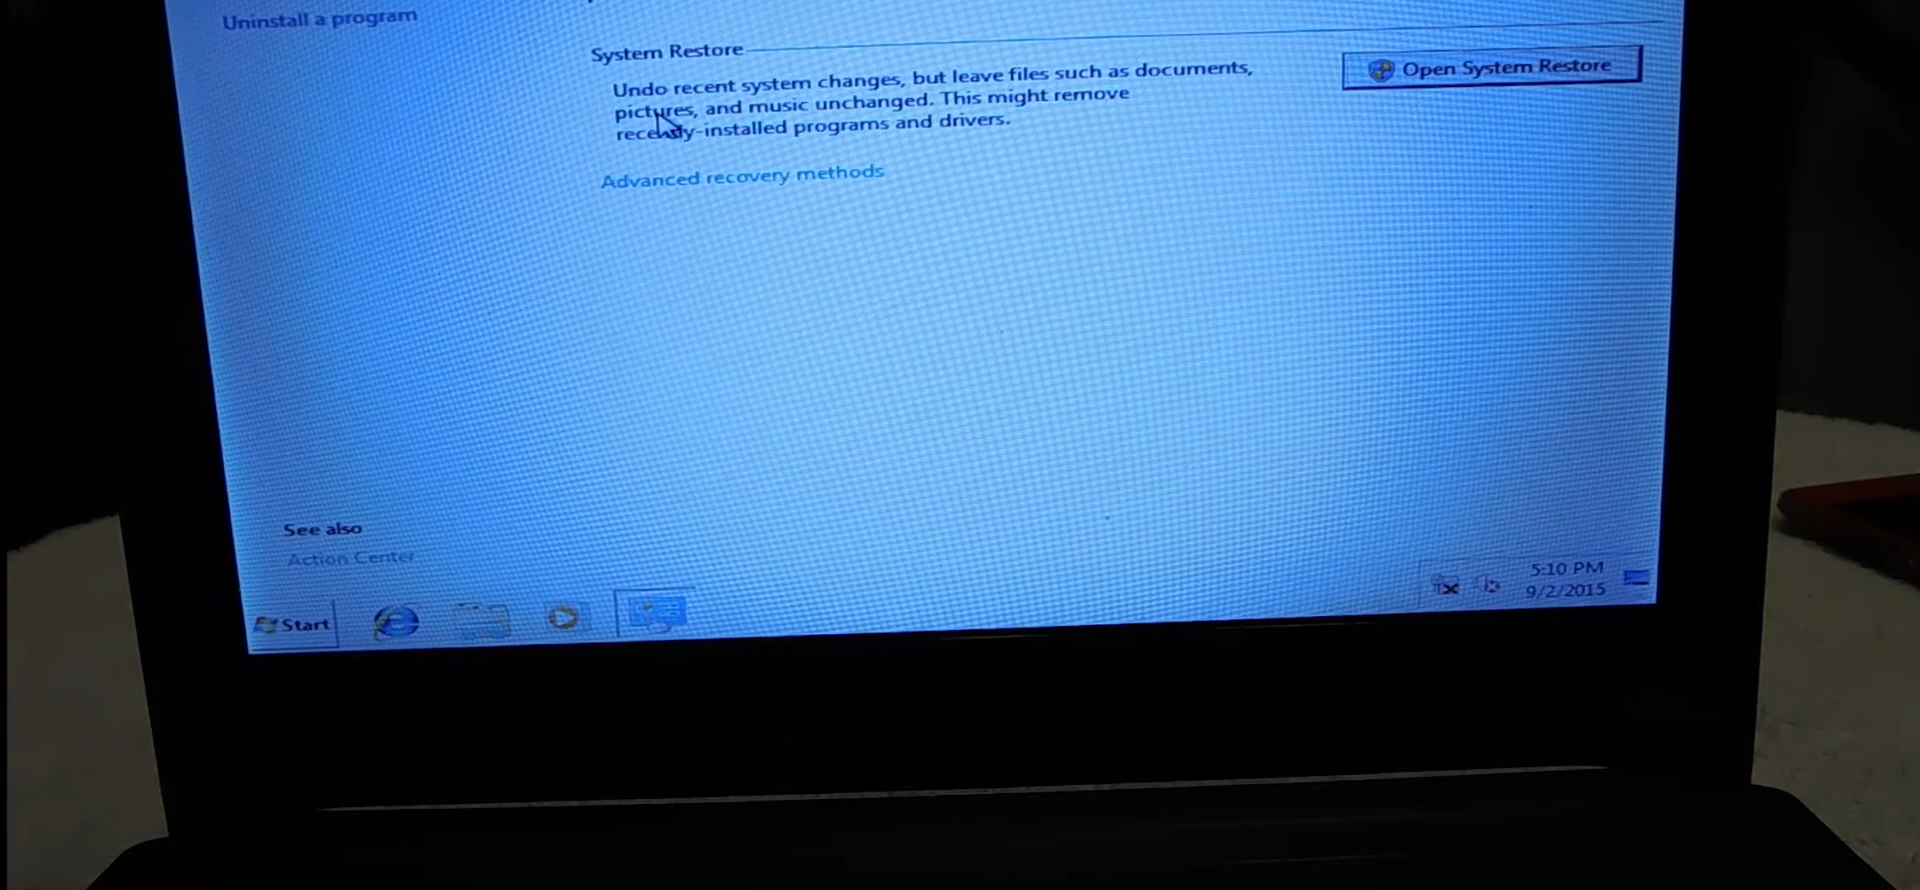 Uninstall a program
System Restore
Undo recent system changes, but leave files such as documents,
pictures, and music unchanged. This might remove
recently-installed programs and drivers.
Open System Restore
Advanced recovery methods
See also
Action Center
5:10 PM
9/2/2015
Start